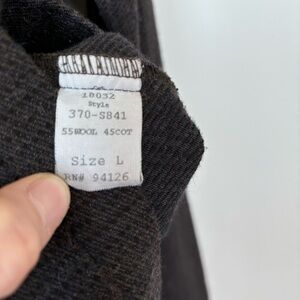 18032
Style
370-S841
55WOOL 45COT
Size L
RN# 94126